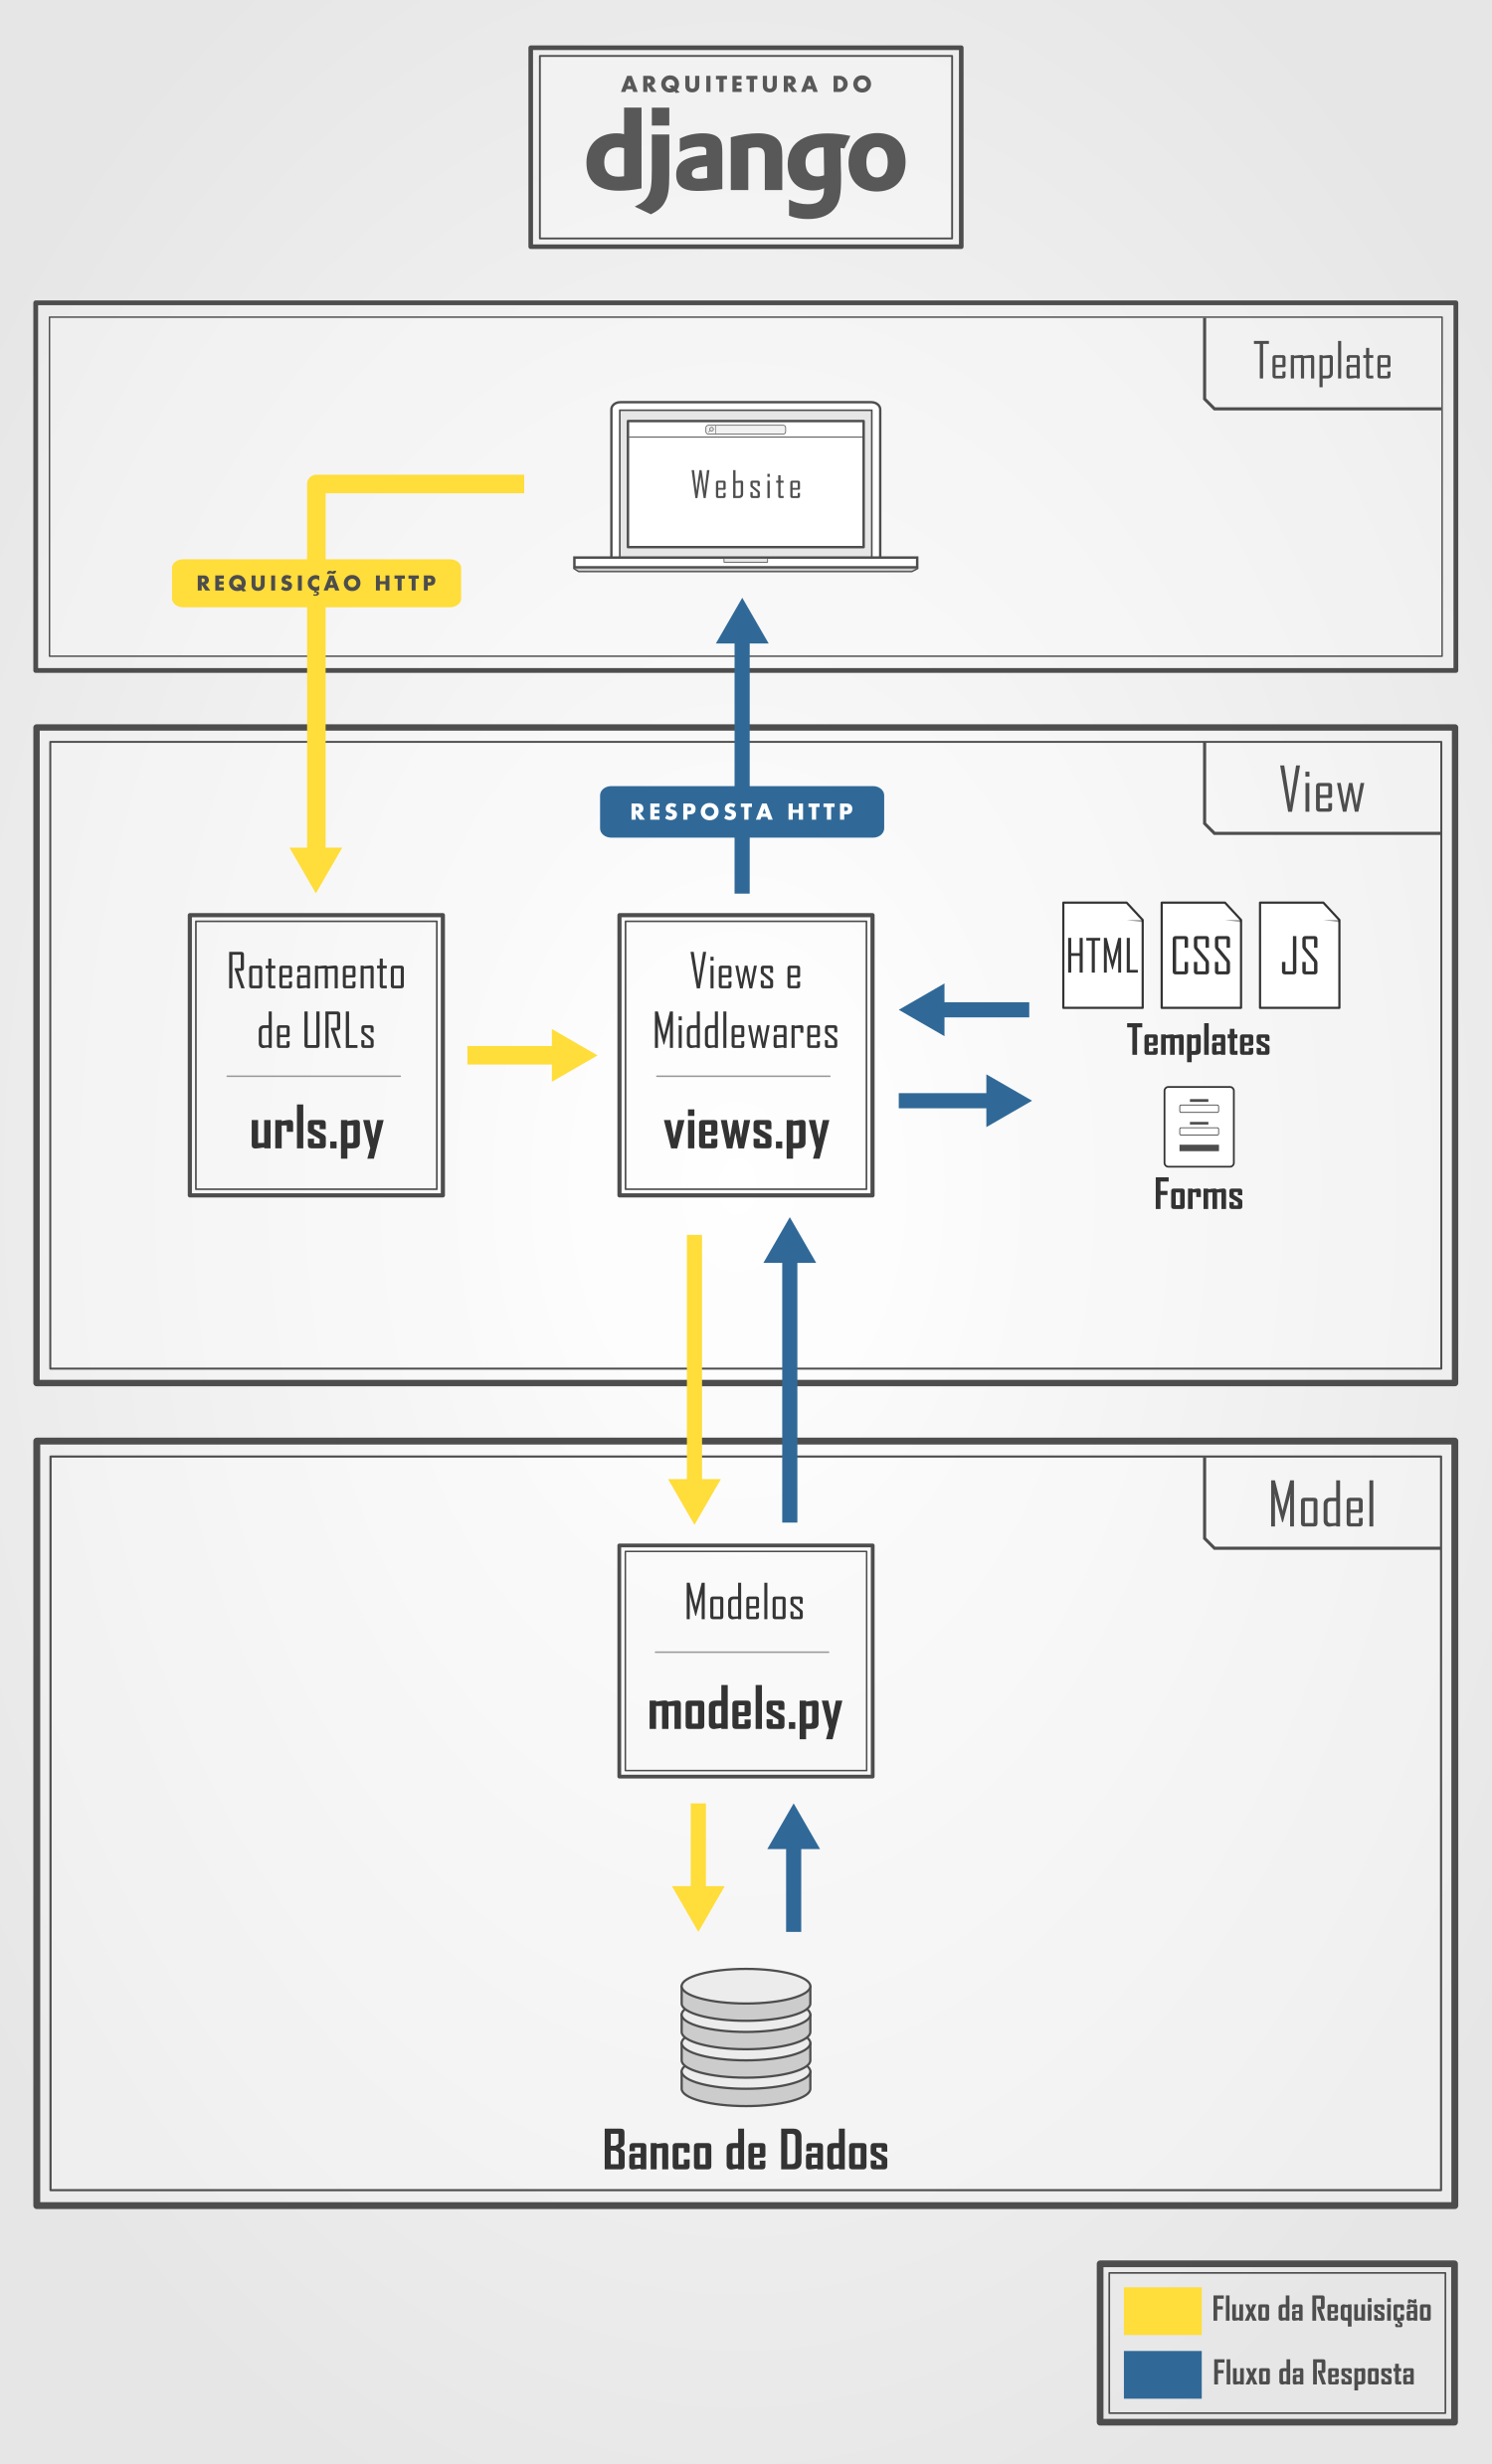 ARQUITETURA DO
django
Template
Website
REQUISIÇÃO HTTP
View
RESPOSTA HTTP
Roteamento
de URLs
urls.py
Views e
Middlewares
views.py
HTML
CSS
JS
Templates
Forms
Model
Modelos
models.py
Banco de Dados
Fluxo da Requisição
Fluxo da Resposta